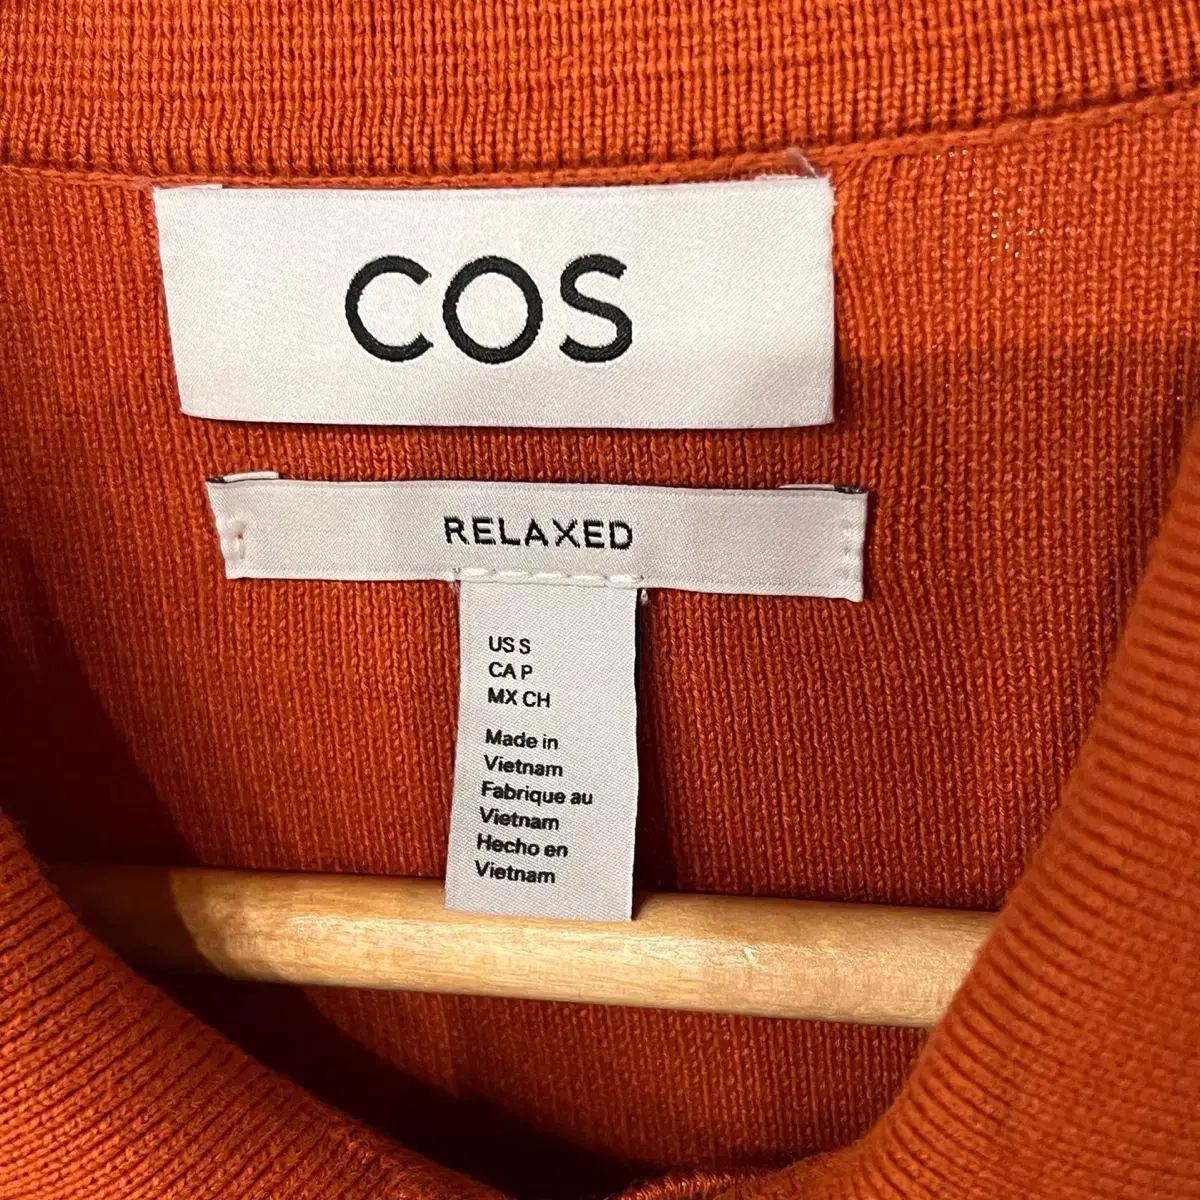 COS
RELAXED
US S
CA P
MX CH
Made in
Vietnam
Fabrique au
Vietnam
Hecho en
Vietnam